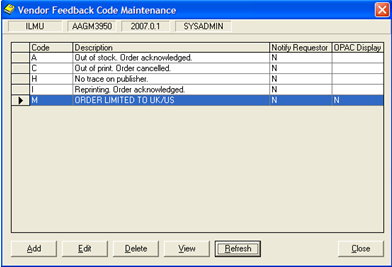 Vendor Feedback Code Maintenance
ILMU AAGM3950 2007.0.1 SYSADMIN
Code Description Notify Requestor OPAC Display
A Out of stock. Order acknowledged. N
C Out of print. Order cancelled. N
H No trace on publisher. N
I Reprinting. Order acknowledged. N
M ORDER LIMITED TO UK/US N N
Add Edit Delete View Refresh Close